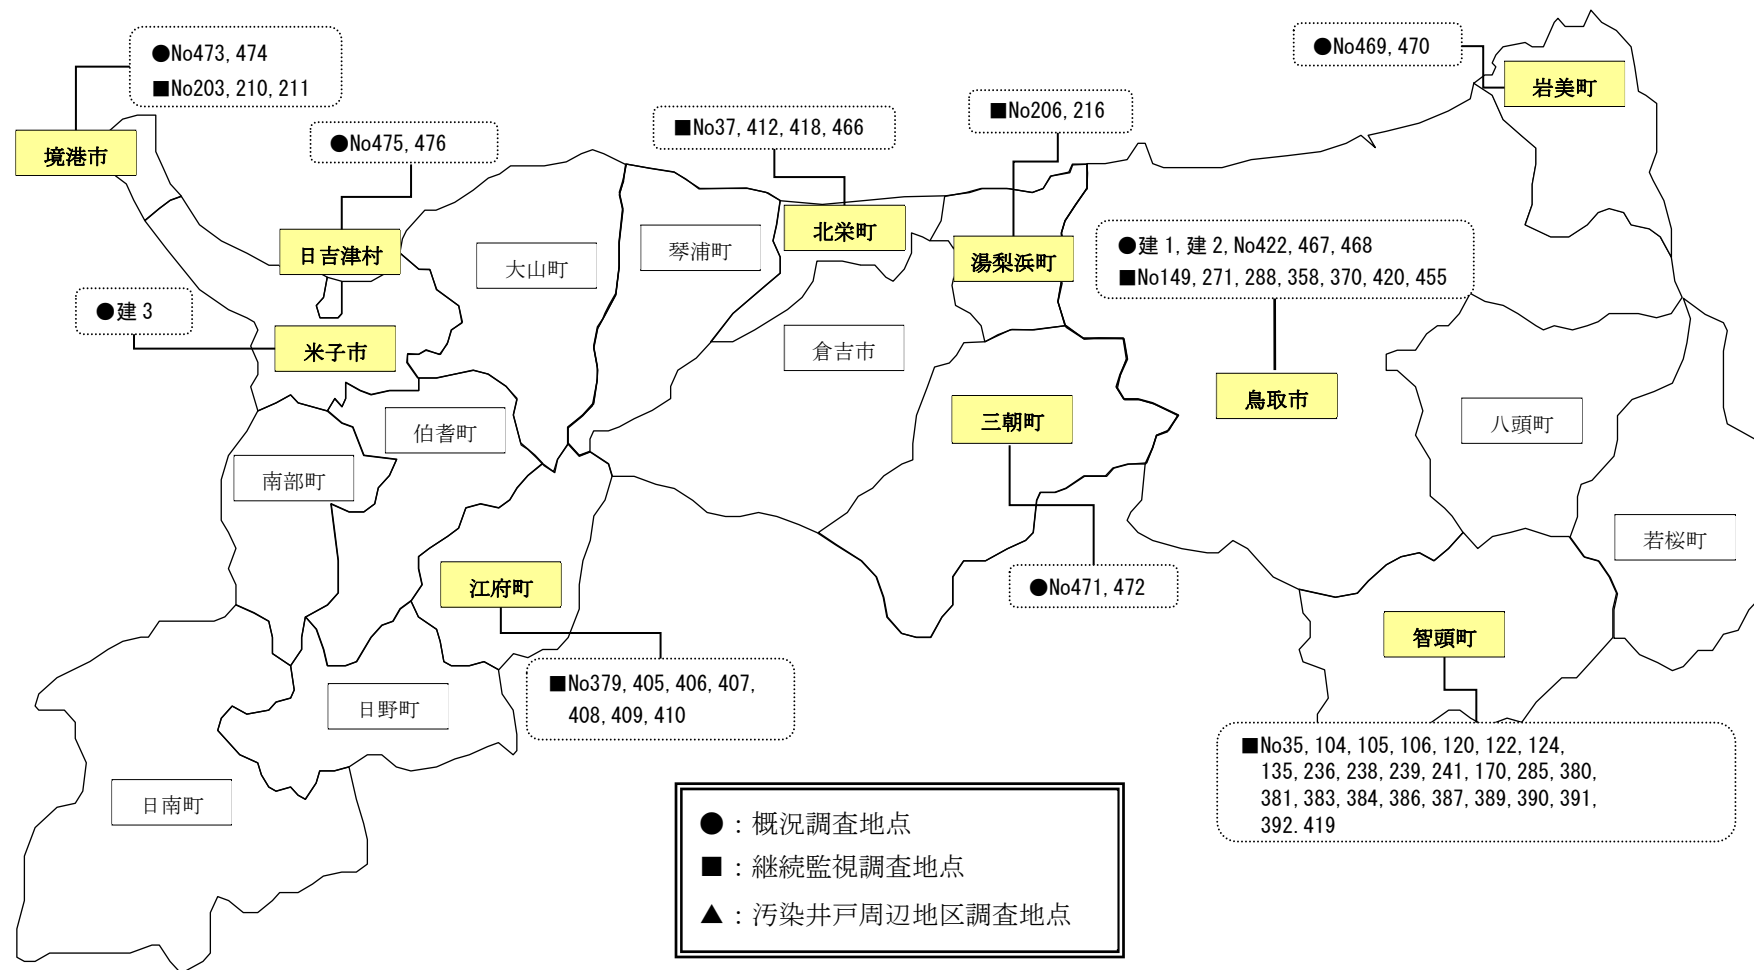 ●No473, 474
■No203, 210, 211
境港市
●No475, 476
日吉津村
●建 3
米子市
大山町
琴浦町
■No37, 412, 418, 466
北栄町
■No206, 216
湯梨浜町
●No469, 470
岩美町
●建 1, 建 2, No422, 467, 468
■No149, 271, 288, 358, 370, 420, 455
鳥取市
倉吉市
三朝町
●No471, 472
八頭町
若桜町
伯耆町
南部町
江府町
■No379, 405, 406, 407,
408, 409, 410
日野町
日南町
智頭町
■No35, 104, 105, 106, 120, 122, 124,
135, 236, 238, 239, 241, 170, 285, 380,
381, 383, 384, 386, 387, 389, 390, 391,
392. 419
●：概況調査地点
■：継続監視調査地点
▲：汚染井戸周辺地区調査地点